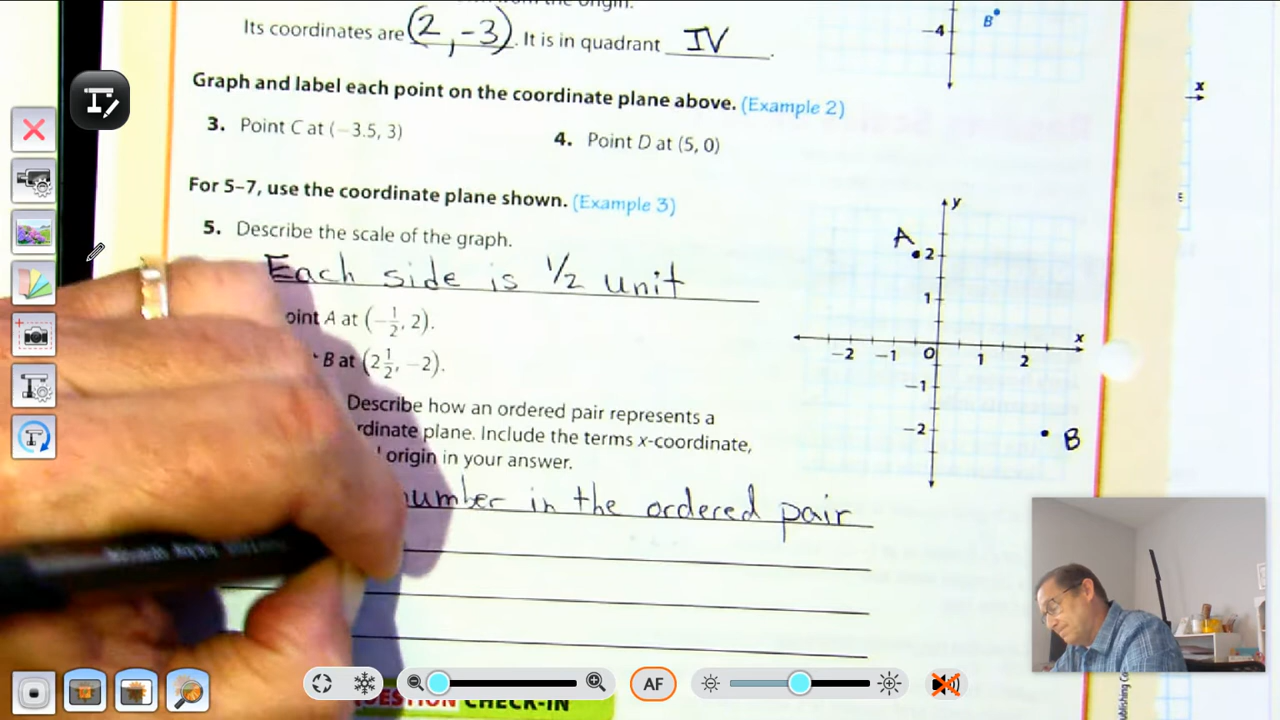 Its coordinates are (2, -3). It is in quadrant IV.
B
-4
Graph and label each point on the coordinate plane above. (Example 2)
x
3. Point C at (−3.5, 3) 4. Point D at (5, 0)
For 5–7, use the coordinate plane shown. (Example 3)
5. Describe the scale of the graph.
Each side is 1/2 unit
oint A at (−1/2, 2).
B at (2 1/2, −2).
Describe how an ordered pair represents a
rdinate plane. Include the terms x-coordinate,
origin in your answer.
number in the ordered pair
y
A
2
1
x
−2 −1 0 1 2
−1
−2
B
CHECK-IN
AF